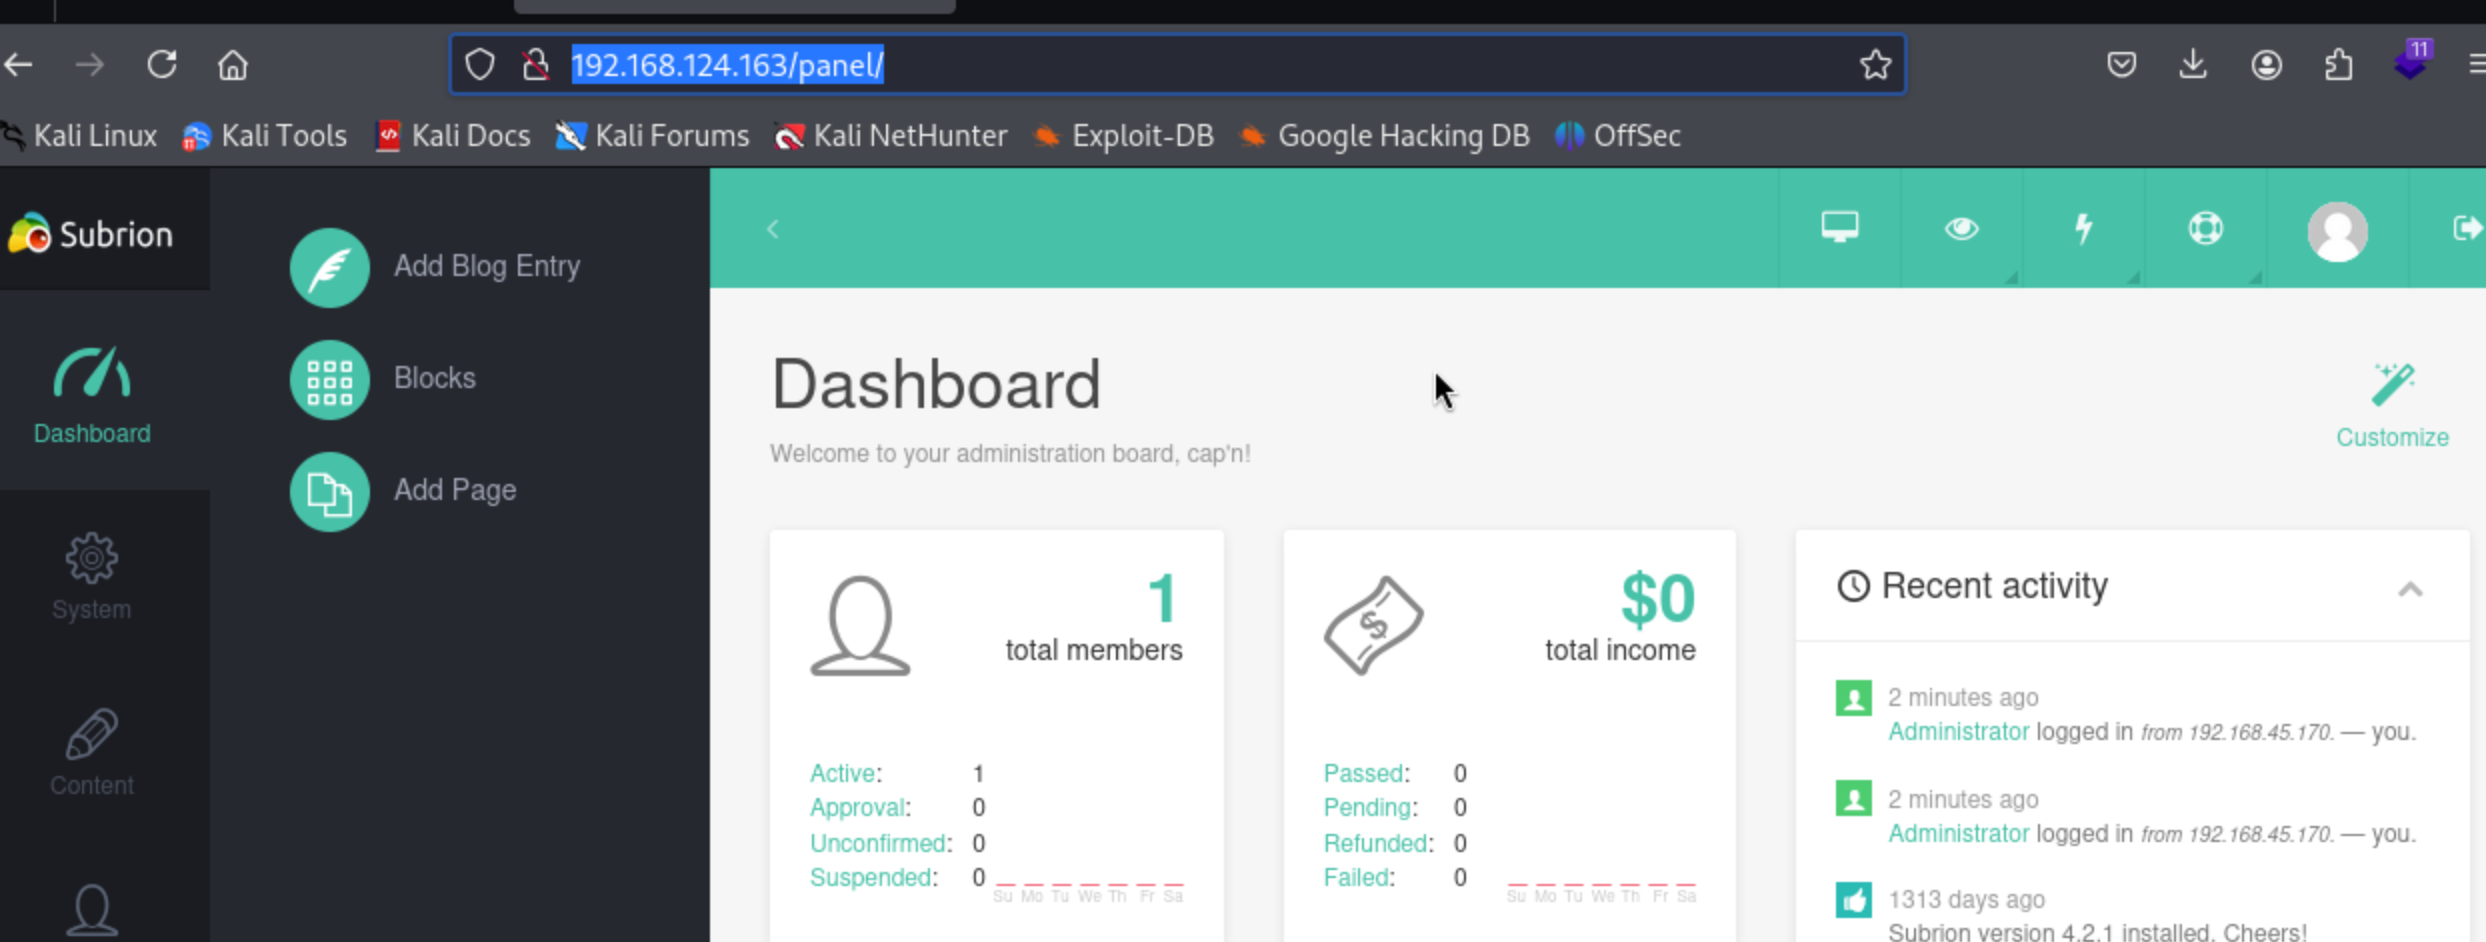 11
192.168.124.163/panel/
Kali Linux Kali Tools Kali Docs Kali Forums Kali NetHunter Exploit-DB Google Hacking DB OffSec
Subrion
Dashboard
System
Content
Add Blog Entry
Blocks
Add Page
Dashboard
Welcome to your administration board, cap'n!
Customize
1
total members
Active: 1
Approval: 0
Unconfirmed: 0
Suspended: 0
Su Mo Tu We Th Fr Sa
$0
total income
Passed: 0
Pending: 0
Refunded: 0
Failed: 0
Su Mo Tu We Th Fr Sa
Recent activity
2 minutes ago
Administrator logged in from 192.168.45.170. — you.
2 minutes ago
Administrator logged in from 192.168.45.170. — you.
1313 days ago
Subrion version 4.2.1 installed. Cheers!